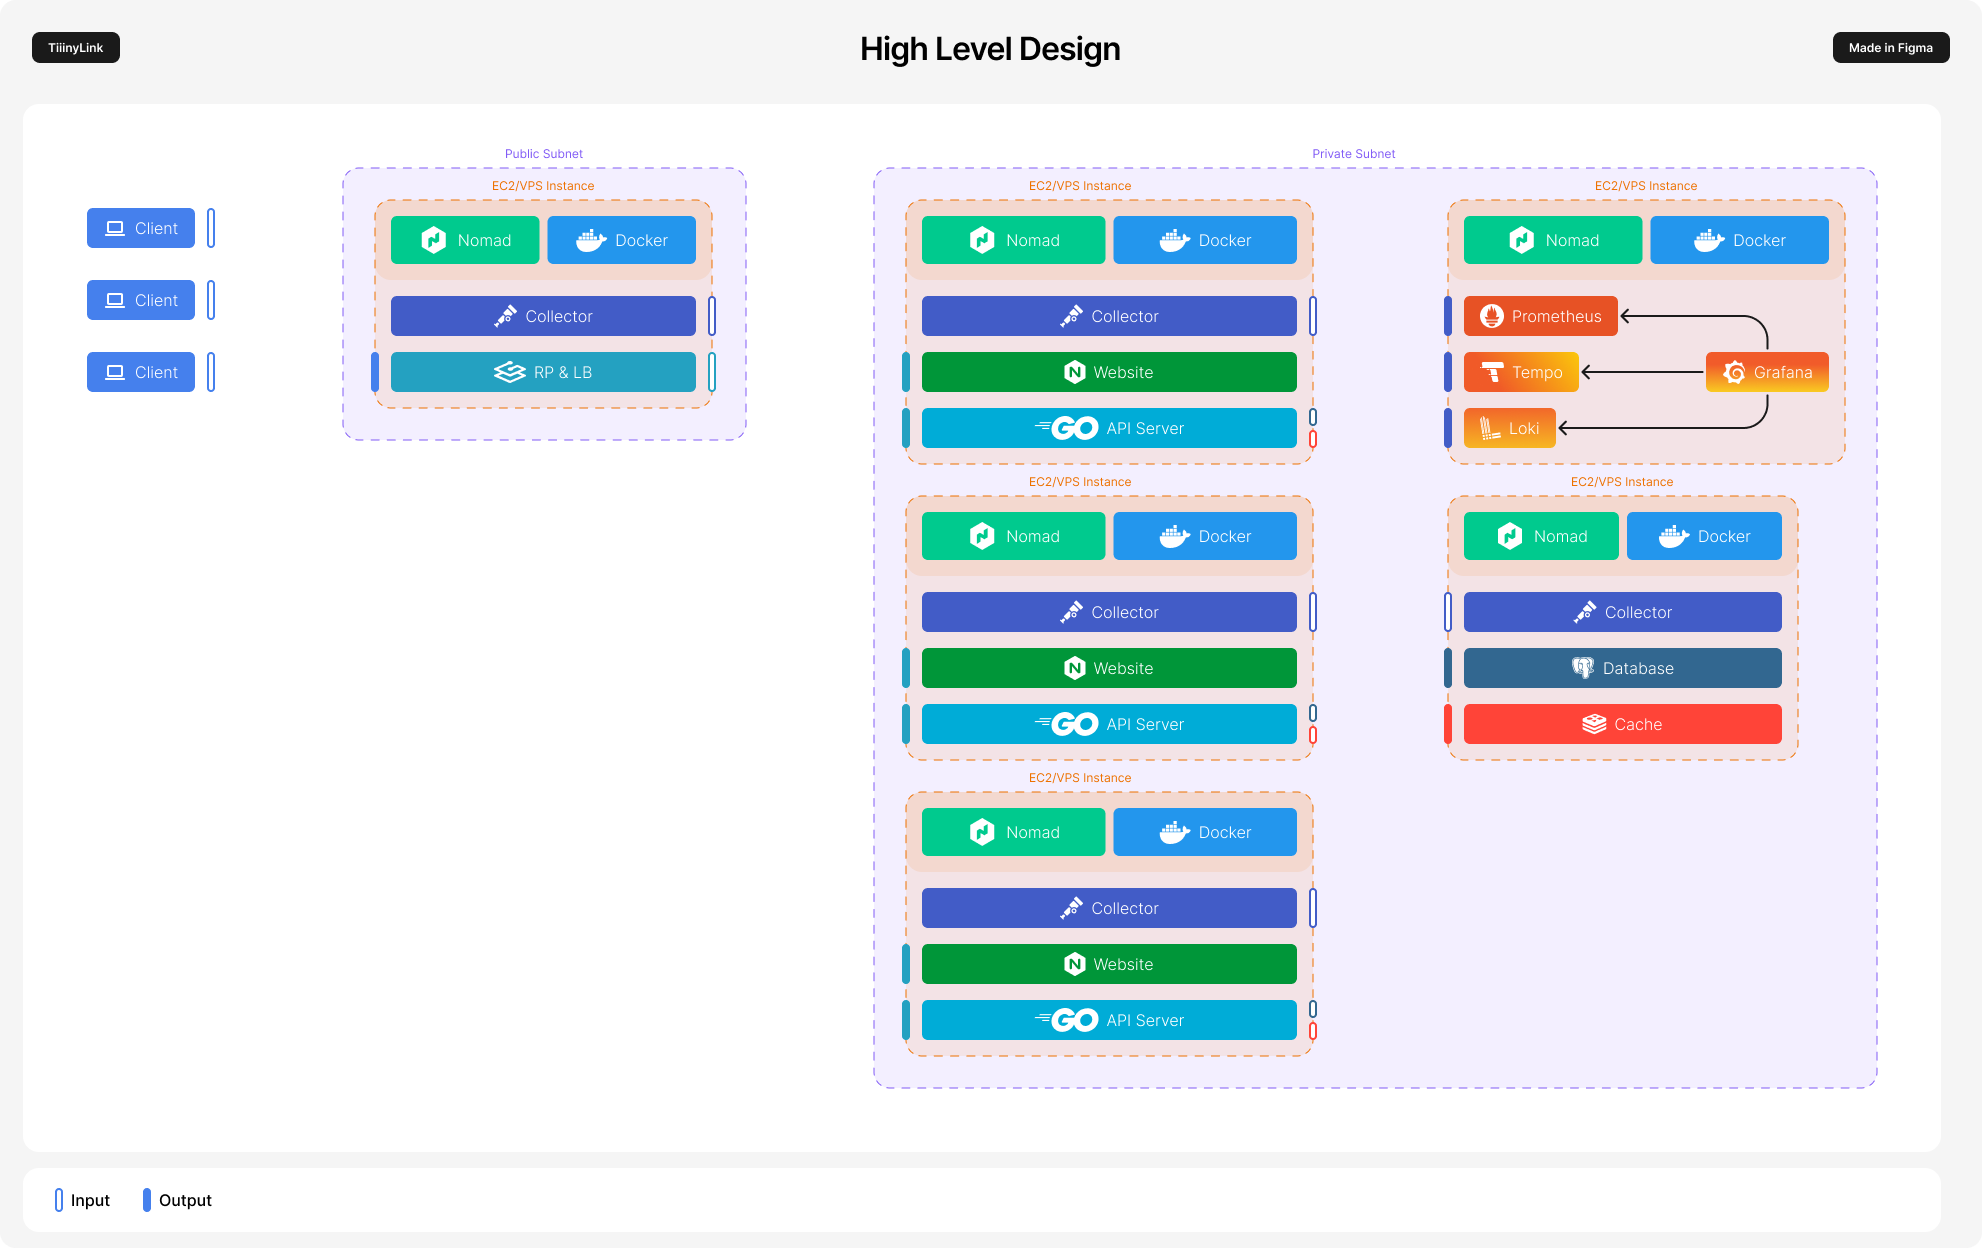 TiiinyLink
High Level Design
Made in Figma
Client
Client
Client
Public Subnet
EC2/VPS Instance
Nomad
Docker
Collector
RP & LB
Private Subnet
EC2/VPS Instance
Nomad
Docker
Collector
Website
GO API Server
EC2/VPS Instance
Nomad
Docker
Collector
Website
GO API Server
EC2/VPS Instance
Nomad
Docker
Collector
Website
GO API Server
EC2/VPS Instance
Nomad
Docker
Prometheus
Tempo
Grafana
Loki
EC2/VPS Instance
Nomad
Docker
Collector
Database
Cache
Input
Output